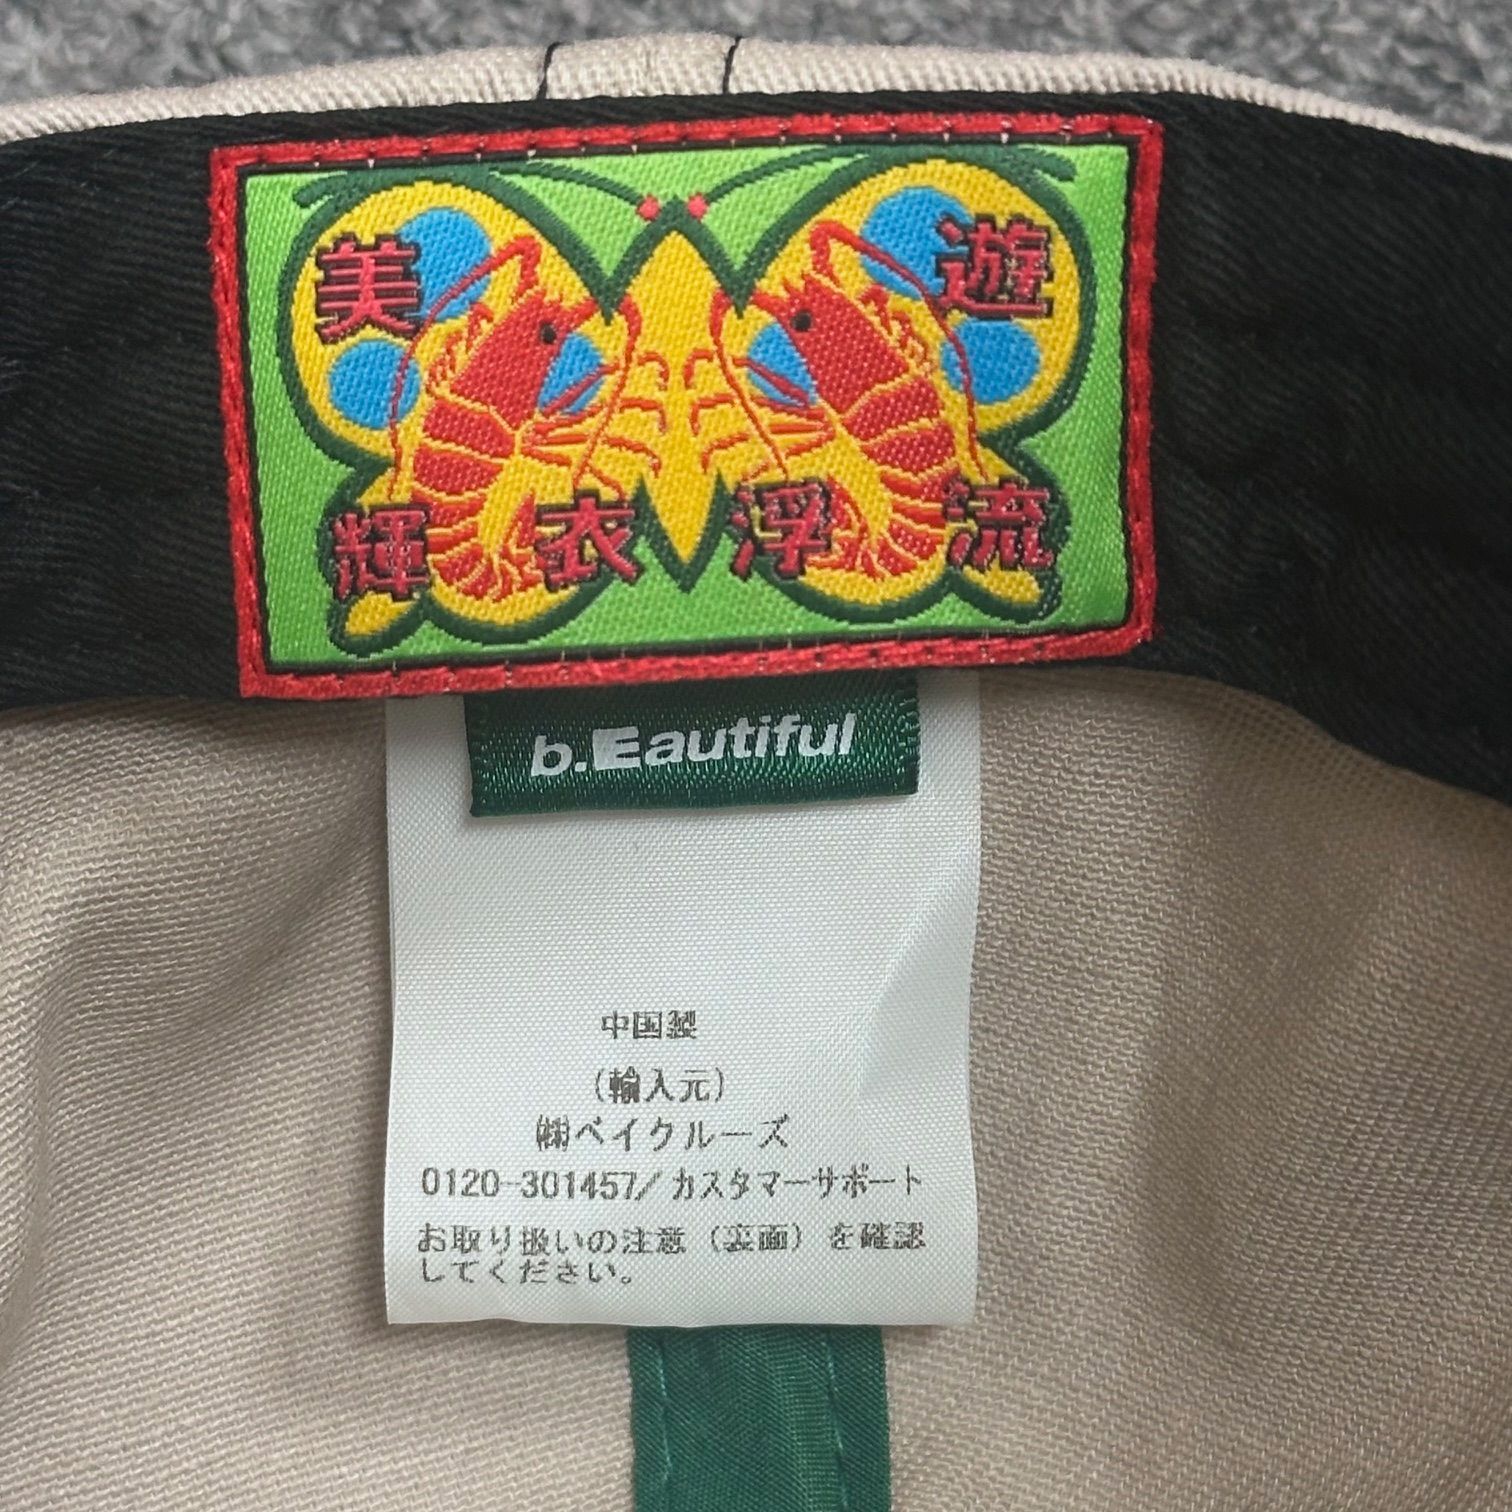 美 遊
輝 衣 浮 流
b.Eautiful
中国製
（輸入元）
㈱ベイクルーズ
0120-301457/カスタマーサポート
お取り扱いの注意（裏面）を確認
してください。